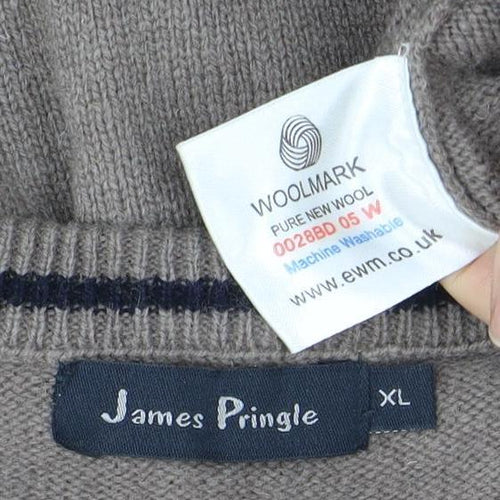 WOOLMARK
PURE NEW WOOL
0028BD 05 W
Machine Washable
www.ewm.co.uk
James Pringle
XL